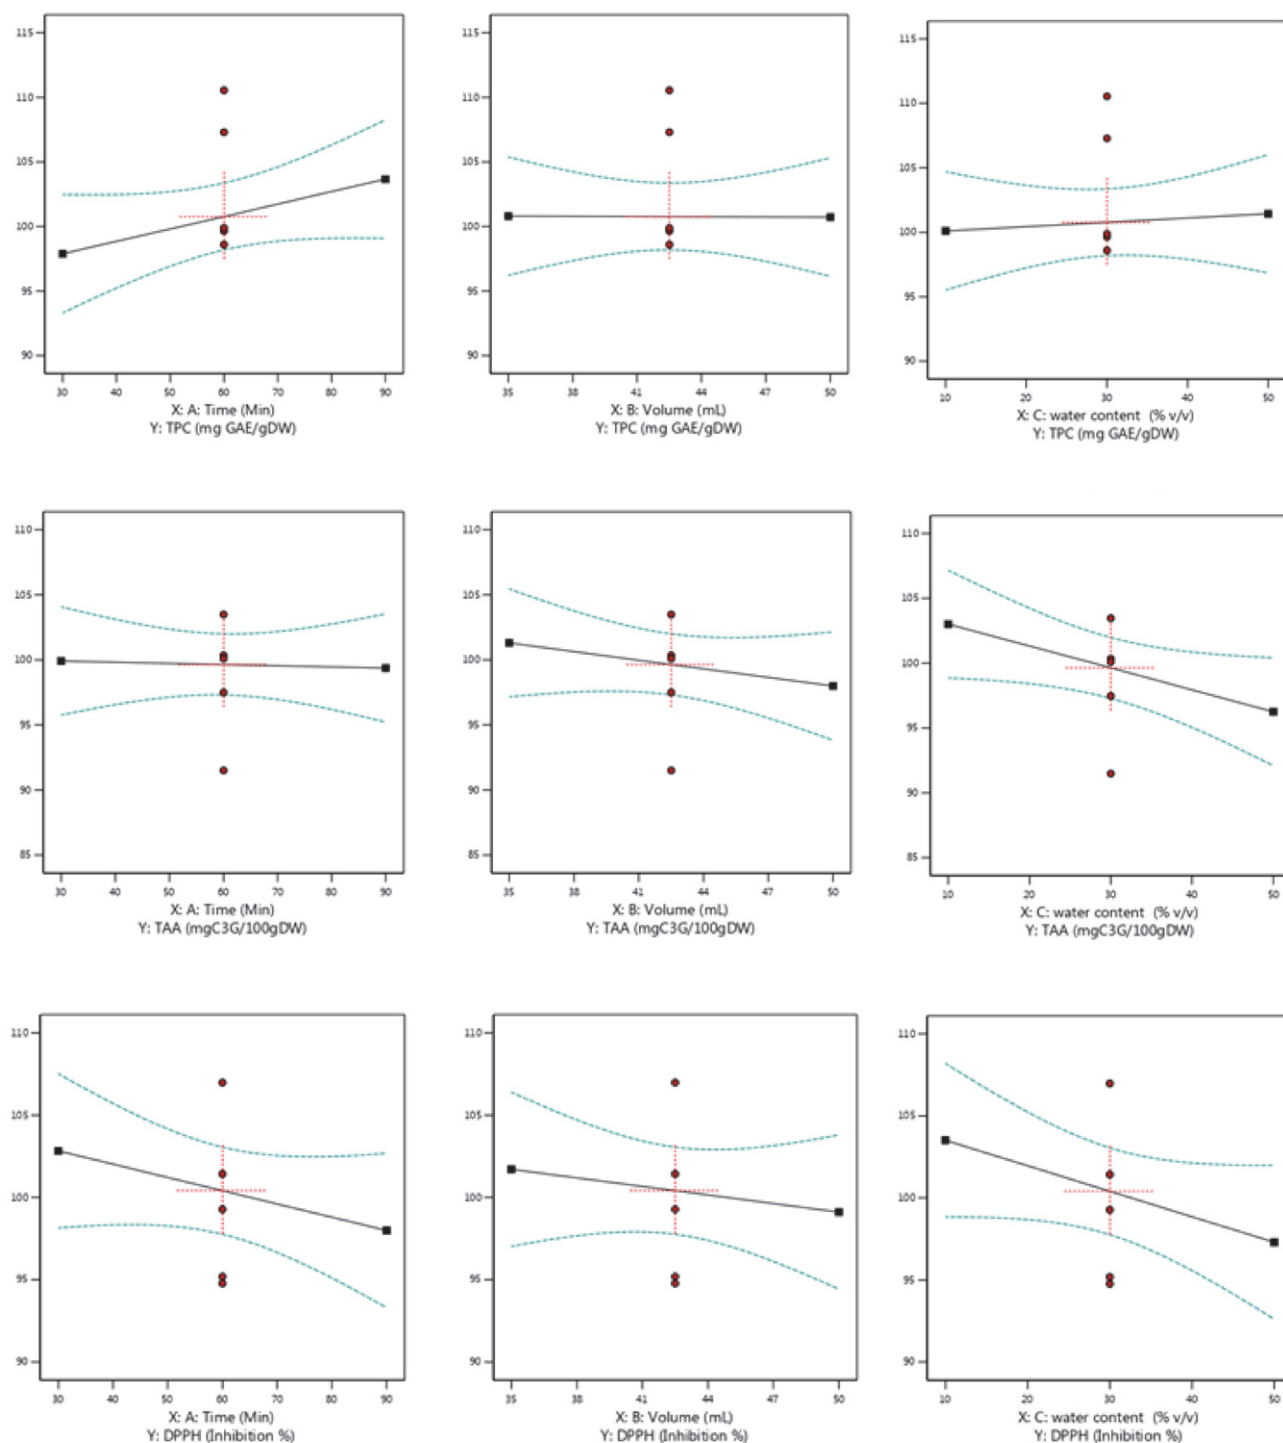 115
110
105
100
95
90
30 40 50 60 70 80 90
X: A: Time (Min)
Y: TPC (mg GAE/gDW)
115
110
105
100
95
90
35 38 41 44 47 50
X: B: Volume (mL)
Y: TPC (mg GAE/gDW)
115
110
105
100
95
90
10 20 30 40 50
X: C: water content (% v/v)
Y: TPC (mg GAE/gDW)
110
105
100
95
90
85
30 40 50 60 70 80 90
X: A: Time (Min)
Y: TAA (mgC3G/100gDW)
110
105
100
95
90
85
35 38 41 44 47 50
X: B: Volume (mL)
Y: TAA (mgC3G/100gDW)
110
105
100
95
90
85
10 20 30 40 50
X: C: water content (% v/v)
Y: TAA (mgC3G/100gDW)
110
105
100
95
90
30 40 50 60 70 80 90
X: A: Time (Min)
Y: DPPH (Inhibition %)
110
105
100
95
90
35 38 41 44 47 50
X: B: Volume (mL)
Y: DPPH (Inhibition %)
110
105
100
95
90
10 20 30 40 50
X: C: water content (% v/v)
Y: DPPH (Inhibition %)